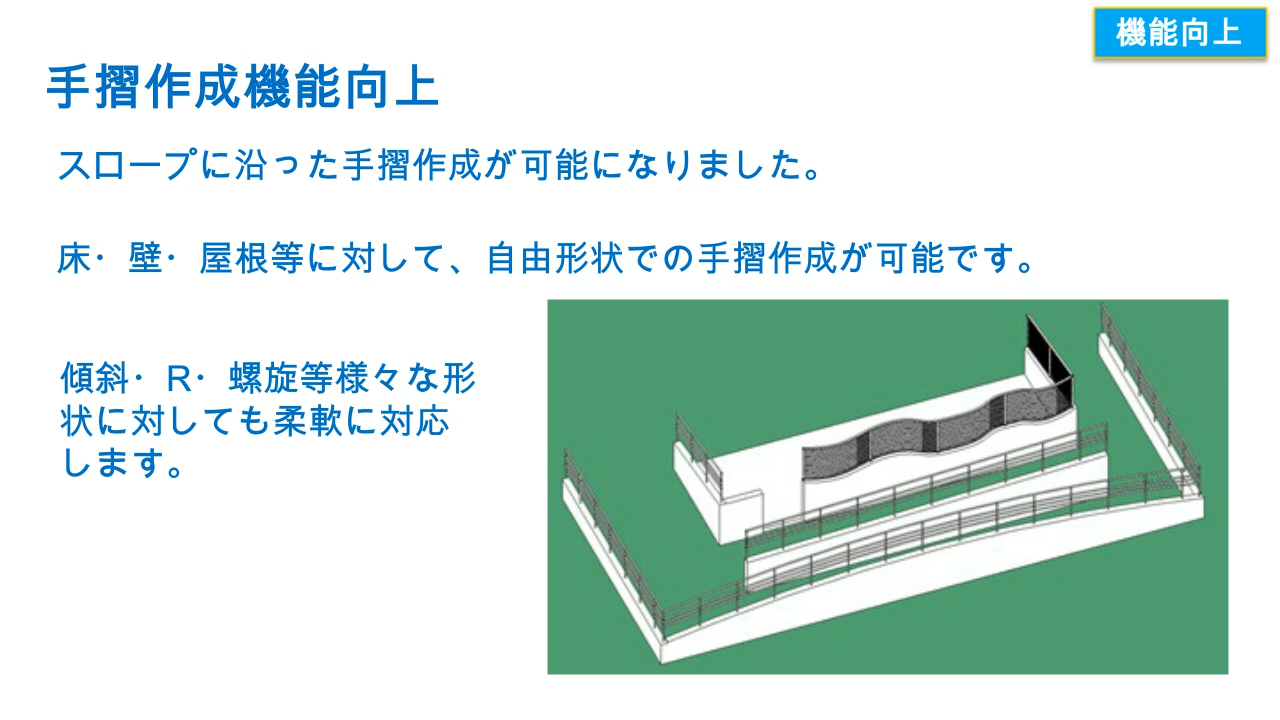 機能向上
手摺作成機能向上
スロープに沿った手摺作成が可能になりました。
床・壁・屋根等に対して、自由形状での手摺作成が可能です。
傾斜・R・螺旋等様々な形
状に対しても柔軟に対応
します。